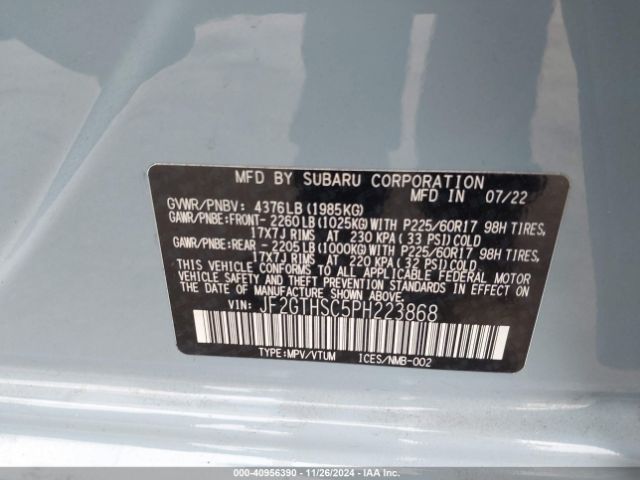 MFD BY SUBARU CORPORATION
MFD IN 07/22
GVWR/PNBV: 4376LB(1985KG)
GAWR/PNBE:FRONT- 2260LB(1025KG)WITH P225/60R17 98H TIRES,
17X7J RIMS AT 230 KPA( 33 PSI)COLD
GAWR/PNBE:REAR - 2205LB(1000KG)WITH P225/60R17 98H TIRES,
17X7J RIMS AT 220 KPA( 32 PSI)COLD
THIS VEHICLE CONFORMS TO ALL APPLICABLE FEDERAL MOTOR
VEHICLE SAFETY AND THEFT PREVENTION STANDARDS IN EFFECT ON
THE DATE OF MANUFACTURE SHOWN ABOVE.
VIN: JF2GTHSC5PH223868
TYPE:MPV/VTUM ICES/NMB-002
000-40956390 - 11/26/2024 - IAA Inc.